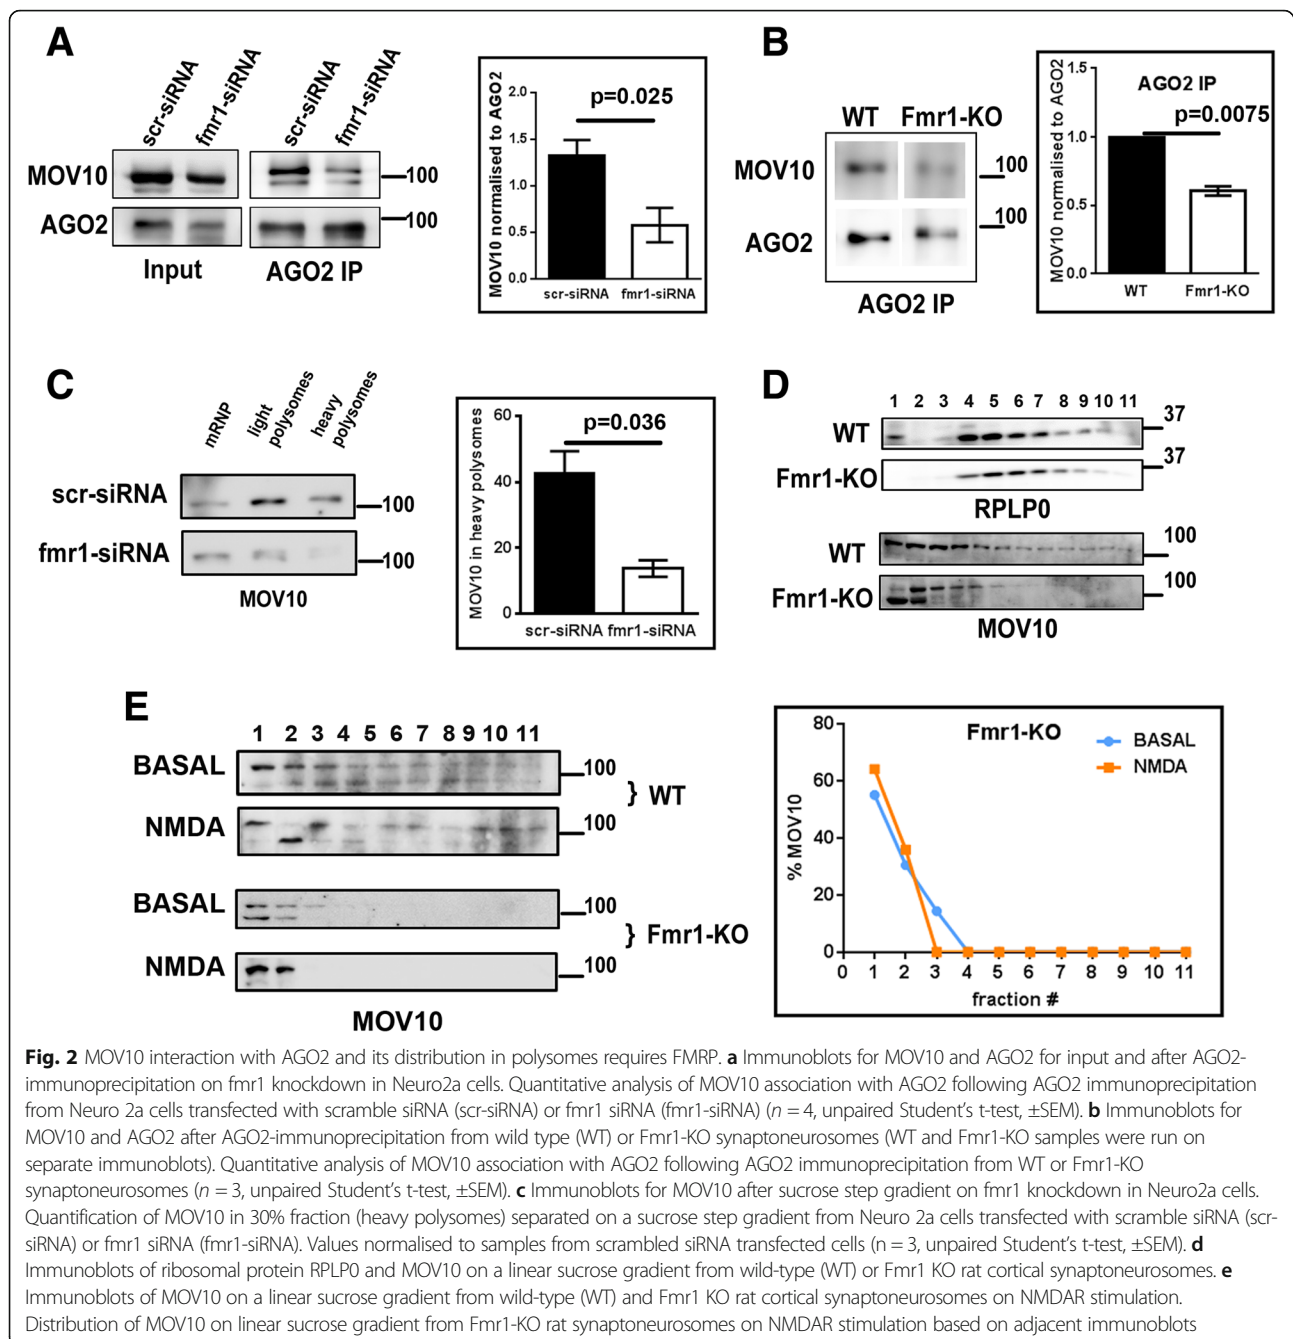 A
scr-siRNA
fmr1-siRNA
scr-siRNA
fmr1-siRNA
MOV10
100
AGO2
100
Input
AGO2 IP
MOV10 normalised to AGO2
2.0
1.5
1.0
0.5
0.0
p=0.025
scr-siRNA
fmr1-siRNA
B
WT
Fmr1-KO
MOV10
100
100
AGO2
AGO2 IP
MOV10 normalised to AGO2
1.5
1.0
0.5
0.0
AGO2 IP
p=0.0075
WT
Fmr1-KO
C
mRNP
light
polysomes
heavy
polysomes
scr-siRNA
100
fmr1-siRNA
100
MOV10
MOV10 in heavy polysomes
60
40
20
0
p=0.036
scr-siRNA fmr1-siRNA
D
1 2 3 4 5 6 7 8 9 10 11
WT
37
Fmr1-KO
37
RPLP0
WT
100
Fmr1-KO
100
MOV10
E
1 2 3 4 5 6 7 8 9 10 11
BASAL
100
} WT
NMDA
100
BASAL
100
} Fmr1-KO
NMDA
100
MOV10
% MOV10
80
60
40
20
0
Fmr1-KO
BASAL
NMDA
0 1 2 3 4 5 6 7 8 9 10 11
fraction #
Fig. 2 MOV10 interaction with AGO2 and its distribution in polysomes requires FMRP. a Immunoblots for MOV10 and AGO2 for input and after AGO2-
immunoprecipitation on fmr1 knockdown in Neuro2a cells. Quantitative analysis of MOV10 association with AGO2 following AGO2 immunoprecipitation
from Neuro 2a cells transfected with scramble siRNA (scr-siRNA) or fmr1 siRNA (fmr1-siRNA) (n = 4, unpaired Student's t-test, ±SEM). b Immunoblots for
MOV10 and AGO2 after AGO2-immunoprecipitation from wild type (WT) or Fmr1-KO synaptoneurosomes (WT and Fmr1-KO samples were run on
separate immunoblots). Quantitative analysis of MOV10 association with AGO2 following AGO2 immunoprecipitation from WT or Fmr1-KO
synaptoneurosomes (n = 3, unpaired Student's t-test, ±SEM). c Immunoblots for MOV10 after sucrose step gradient on fmr1 knockdown in Neuro2a cells.
Quantification of MOV10 in 30% fraction (heavy polysomes) separated on a sucrose step gradient from Neuro 2a cells transfected with scramble siRNA (scr-
siRNA) or fmr1 siRNA (fmr1-siRNA). Values normalised to samples from scrambled siRNA transfected cells (n = 3, unpaired Student's t-test, ±SEM). d
Immunoblots of ribosomal protein RPLP0 and MOV10 on a linear sucrose gradient from wild-type (WT) or Fmr1 KO rat cortical synaptoneurosomes. e
Immunoblots of MOV10 on a linear sucrose gradient from wild-type (WT) and Fmr1 KO rat cortical synaptoneurosomes on NMDAR stimulation.
Distribution of MOV10 on linear sucrose gradient from Fmr1-KO rat synaptoneurosomes on NMDAR stimulation based on adjacent immunoblots